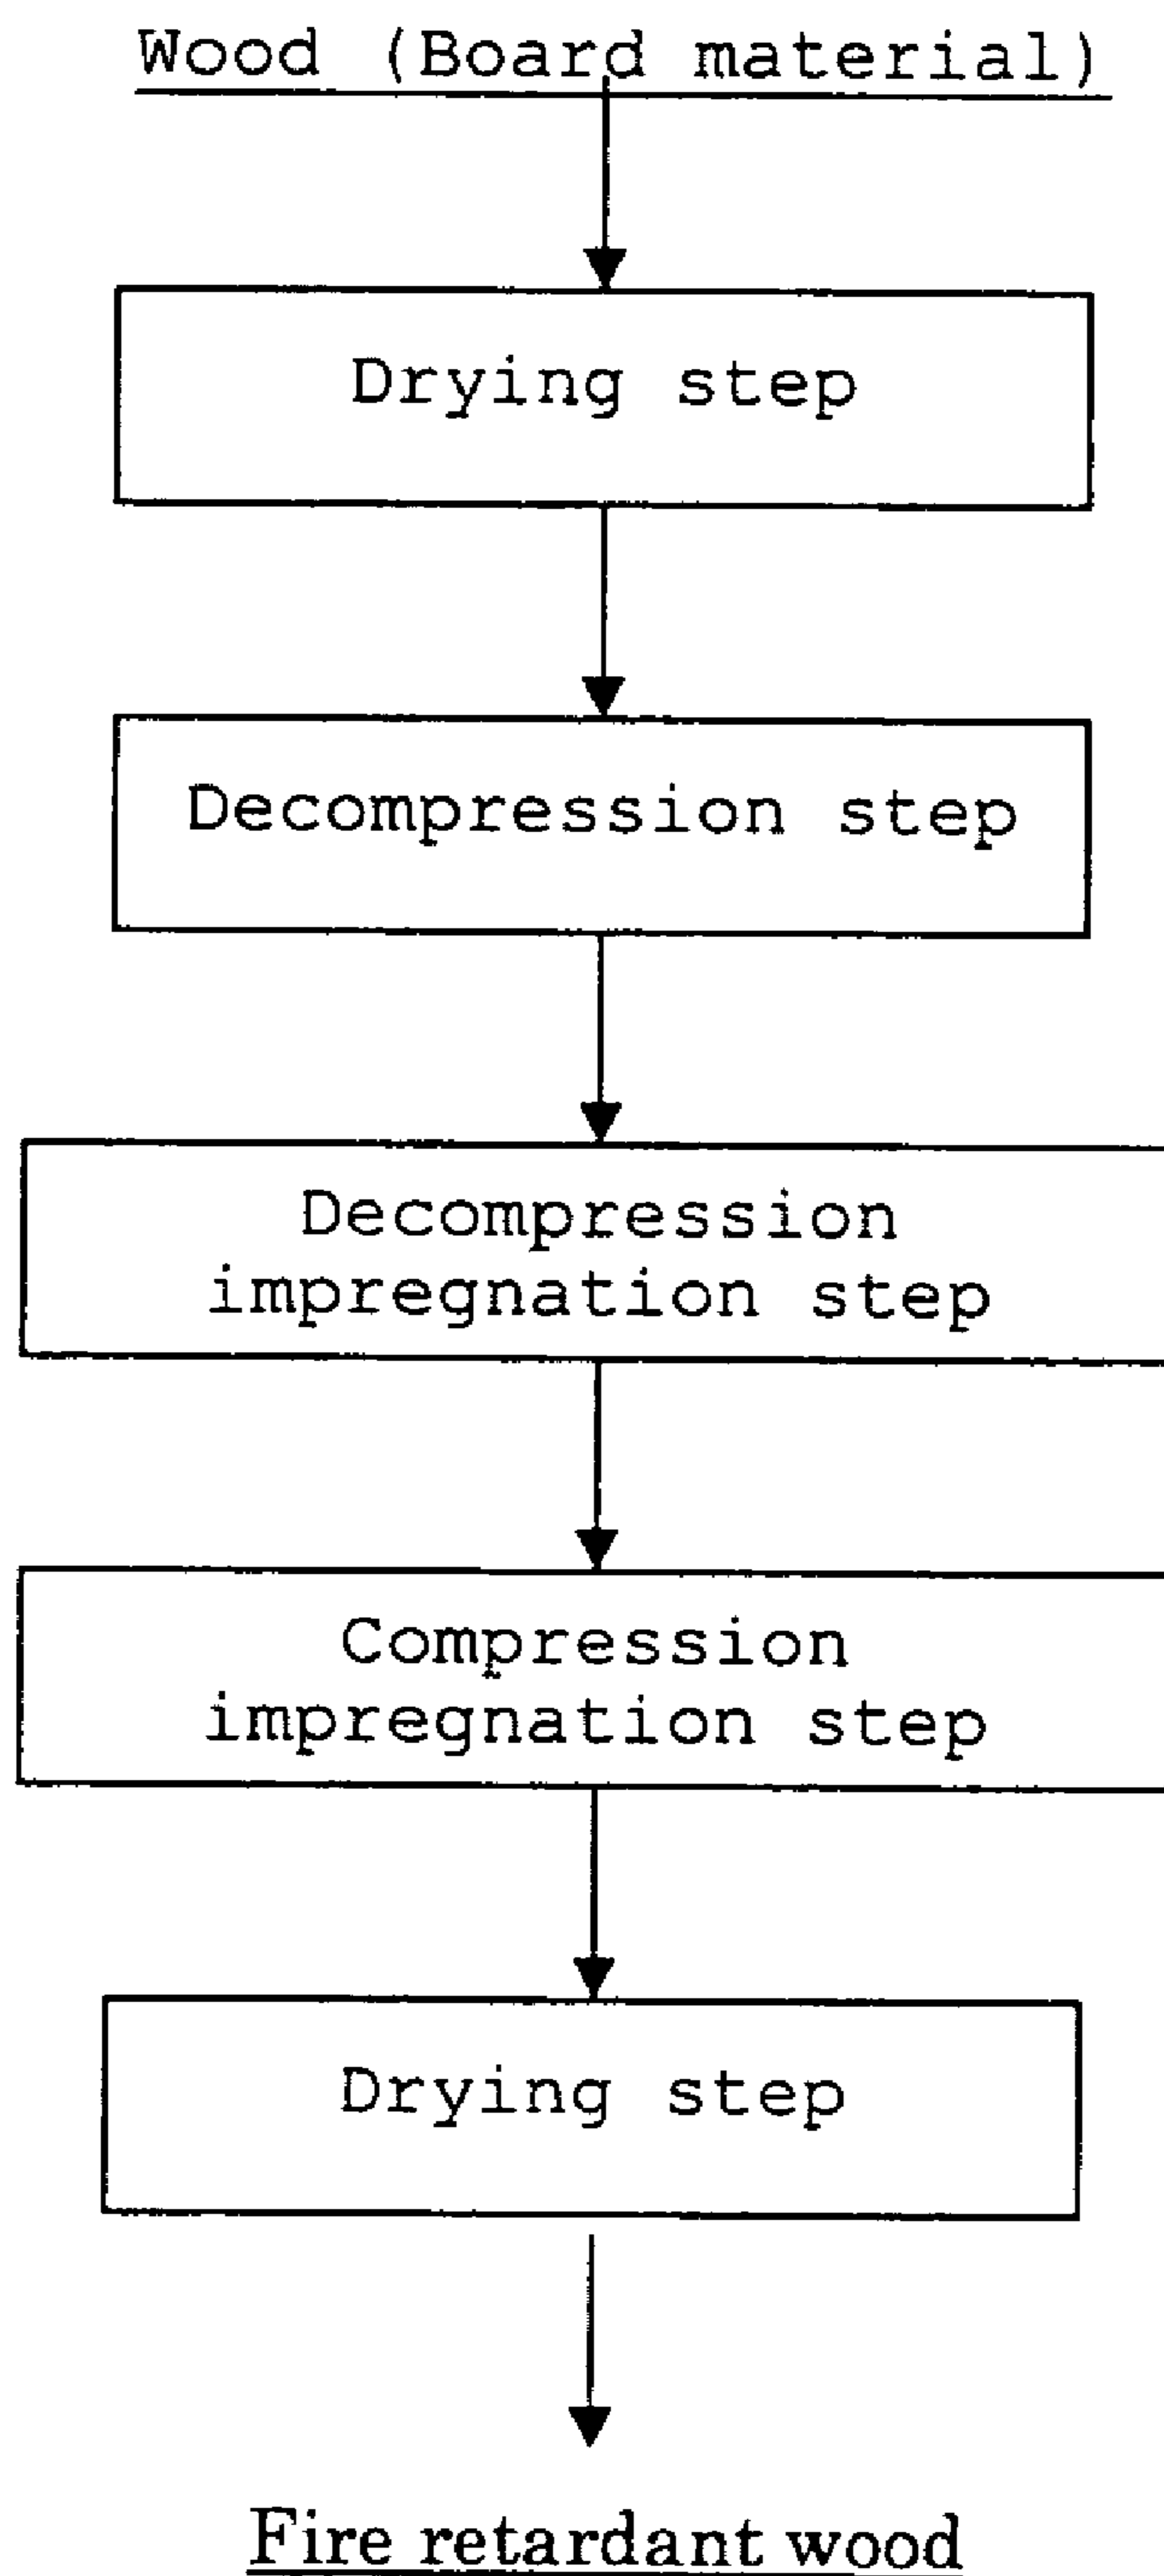 Wood (Board material)
Drying step
Decompression step
Decompression
impregnation step
Compression
impregnation step
Drying step
Fire retardant wood